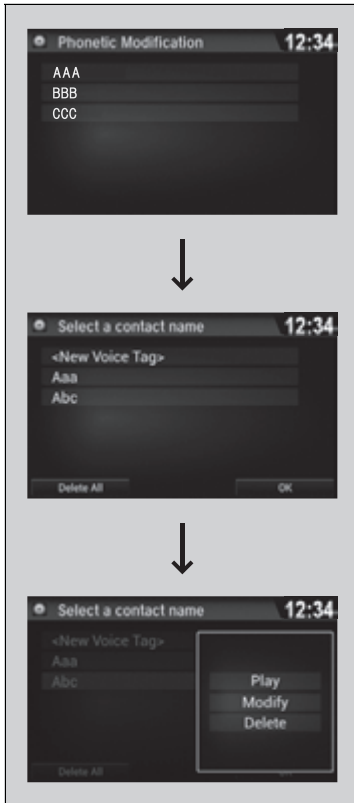 Phonetic Modification 12:34
AAA
BBB
CCC
Select a contact name 12:34
<New Voice Tag>
Aaa
Abc
Delete All OK
Select a contact name 12:34
<New Voice Tag>
Aaa
Abc
Play
Modify
Delete
Delete All